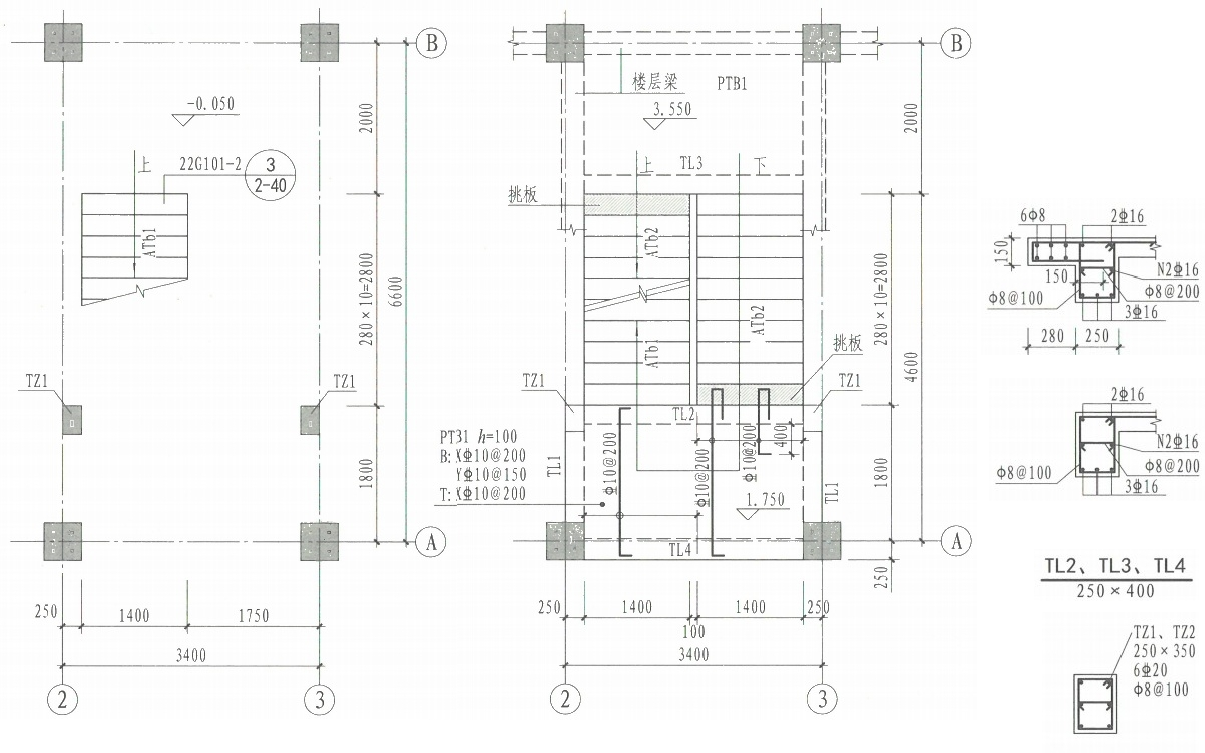 B
-0.050
上
22G101-2
3
2-40
ATb1
2000
280×10=2800
6600
1800
TZ1
TZ1
A
250
1400
1750
3400
2
3
B
楼层梁
PTB1
3.550
上
TL3
下
挑板
ATb2
ATb2
ATb1
挑板
TZ1
TZ1
TL2
PTB1 h=100
B:XΦ10@200
YΦ10@150
T:XΦ10@200
TL1
Φ10@200
Φ10@200
Φ10@200
400
1.750
TL1
TL4
2000
280×10=2800
4600
1800
250
A
250
1400
1400
250
100
3400
2
3
6Φ8
2Φ16
150
150
N2Φ16
Φ8@100
Φ8@200
3Φ16
280
250
2Φ16
N2Φ16
Φ8@100
Φ8@200
3Φ16
TL2、TL3、TL4
250×400
TZ1、TZ2
250×350
6Φ20
Φ8@100